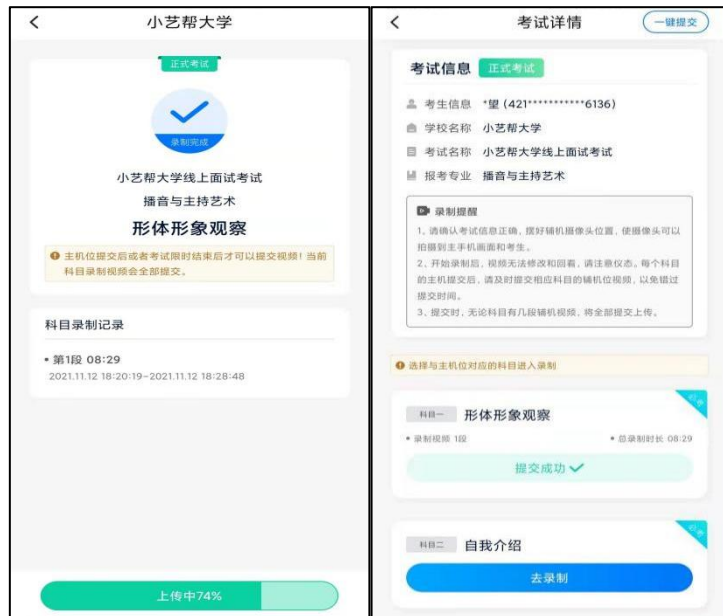 小艺帮大学
正式考试
录制完成
小艺帮大学线上面试考试
播音与主持艺术
形体形象观察
主机位提交后或者考试限时结束后才可以提交视频！当前
科目录制视频会全部提交。
科目录制记录
• 第1段 08:29
2021.11.12 18:20:19~2021.11.12 18:28:48
上传中74%
考试详情
一键提交
考试信息 正式考试
考生信息 *望 (421***********6136)
学校名称 小艺帮大学
考试名称 小艺帮大学线上面试考试
报考专业 播音与主持艺术
录制提醒
1、请确认考试信息正确，摆好辅机摄像头位置，使摄像头可以
拍摄到主手机画面和考生。
2、开始录制后，视频无法修改和回看，请注意仪态。每个科目
的主机提交后，请及时提交相应科目的辅机位视频，以免错过
提交时间。
3、提交时，无论科目有几段辅机视频，将全部提交上传。
选择与主机位对应的科目进入录制
必考
科目一 形体形象观察
• 录制视频 1段 • 总录制时长 08:29
提交成功
必考
科目二 自我介绍
去录制